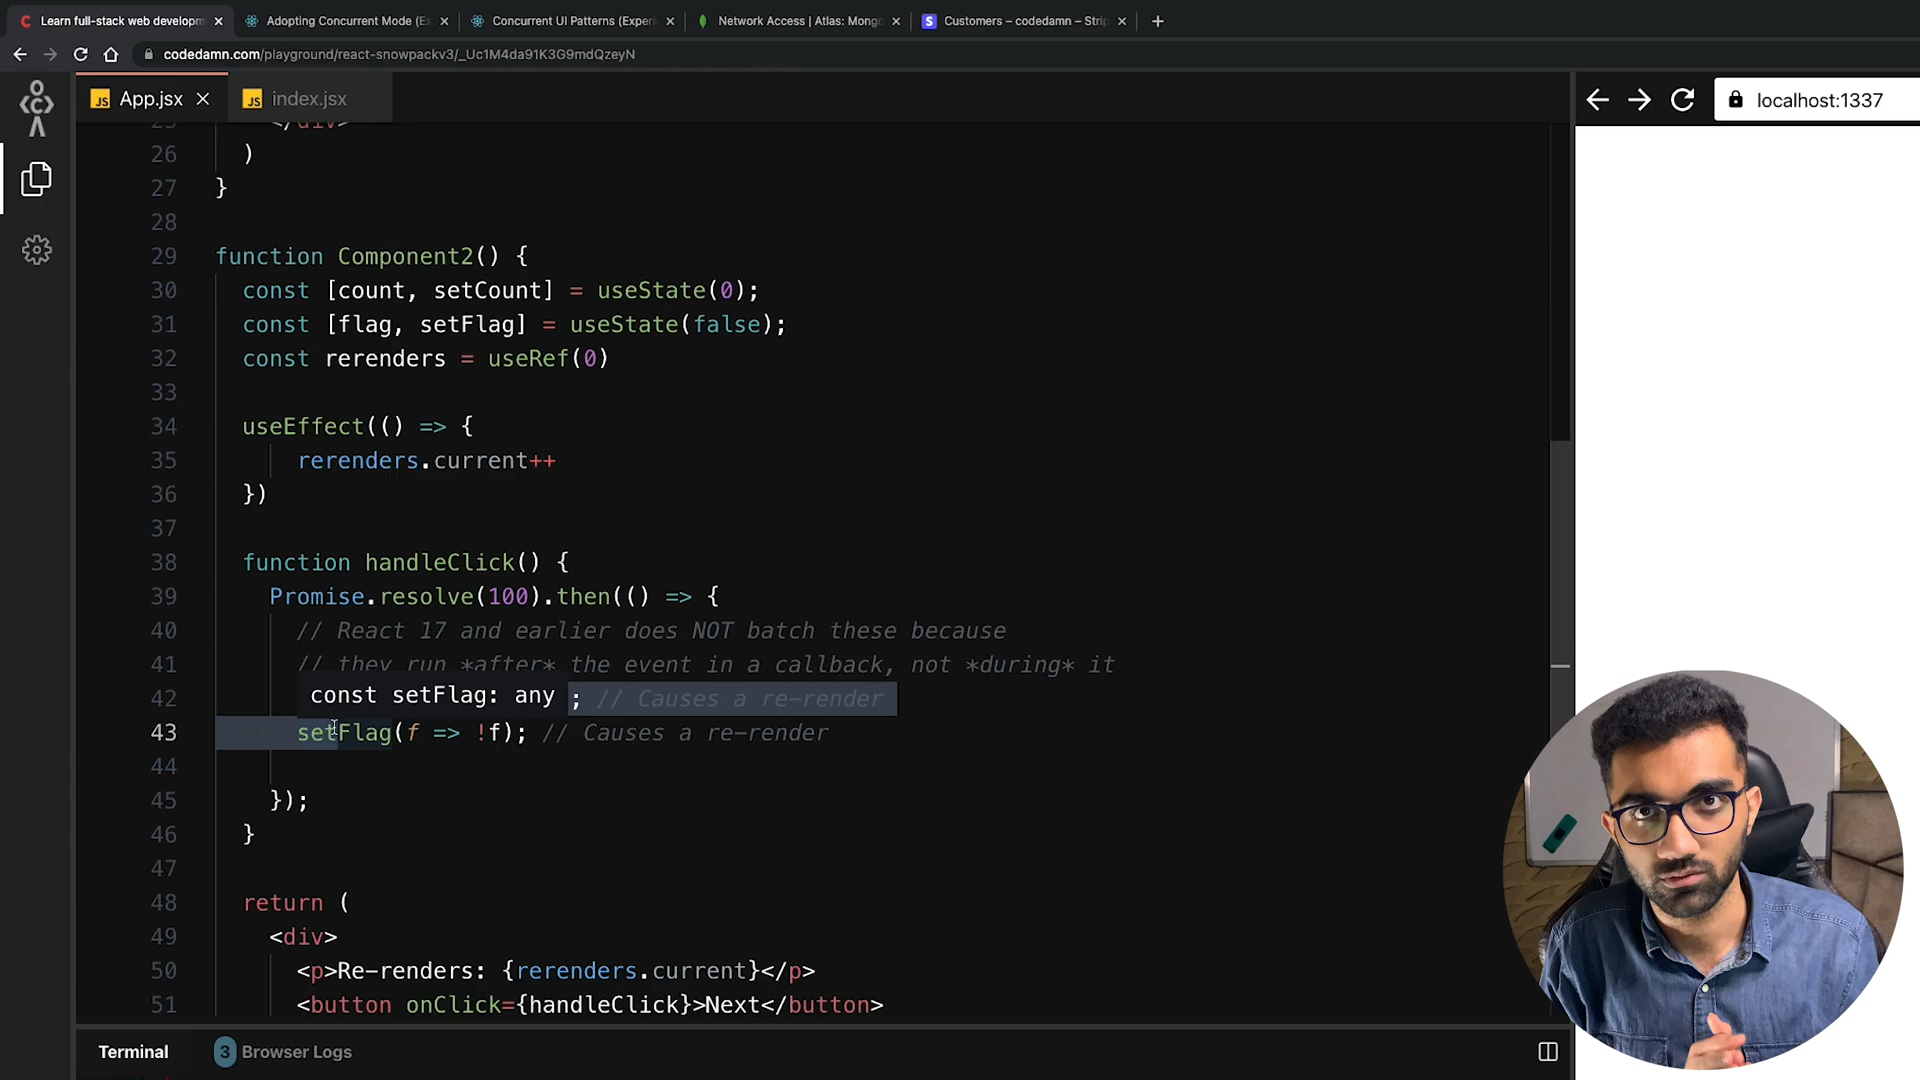 Learn full-stack web developm
Adopting Concurrent Mode (Ex
Concurrent UI Patterns (Experi
Network Access | Atlas: Mong
Customers – codedamn – Strip
codedamn.com/playground/react-snowpackv3/_Uc1M4da91K3G9mdQzeyN
JS App.jsx
JS index.jsx
localhost:1337
25 </div>
26 )
27 }
28
29 function Component2() {
30 const [count, setCount] = useState(0);
31 const [flag, setFlag] = useState(false);
32 const rerenders = useRef(0)
33
34 useEffect(() => {
35 rerenders.current++
36 })
37
38 function handleClick() {
39 Promise.resolve(100).then(() => {
40 // React 17 and earlier does NOT batch these because
41 // they run *after* the event in a callback, not *during* it
42 const setFlag: any ; // Causes a re-render
43 setFlag(f => !f); // Causes a re-render
44
45 });
46 }
47
48 return (
49 <div>
50 <p>Re-renders: {rerenders.current}</p>
51 <button onClick={handleClick}>Next</button>
Terminal
3 Browser Logs